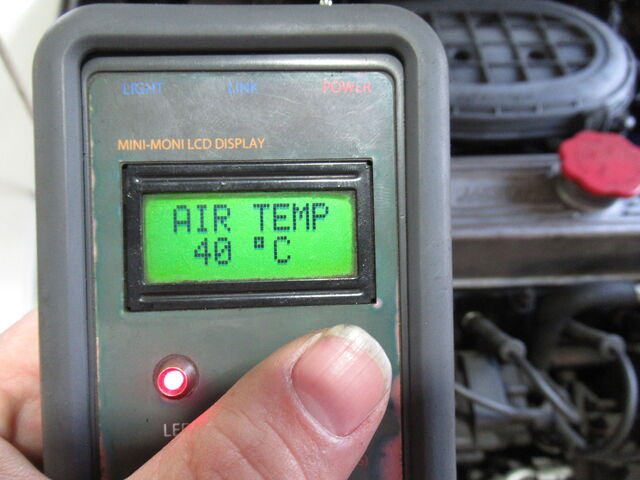 LIGHT LINK POWER
MINI-MONI LCD DISPLAY
AIR TEMP
40 °C